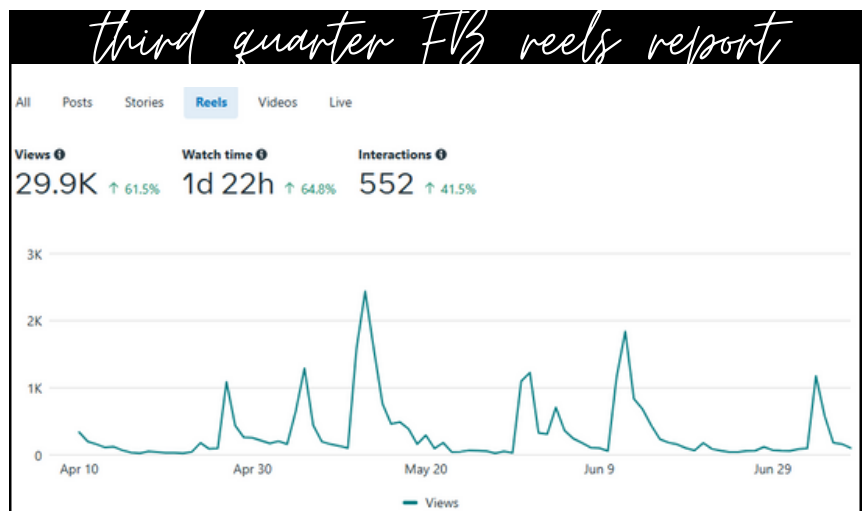 third quarter FB reels report
All Posts Stories Reels Videos Live
Views Watch time Interactions
29.9K ↑ 61.5% 1d 22h ↑ 64.8% 552 ↑ 41.5%
3K
2K
1K
0
Apr 10 Apr 30 May 20 Jun 9 Jun 29
Views